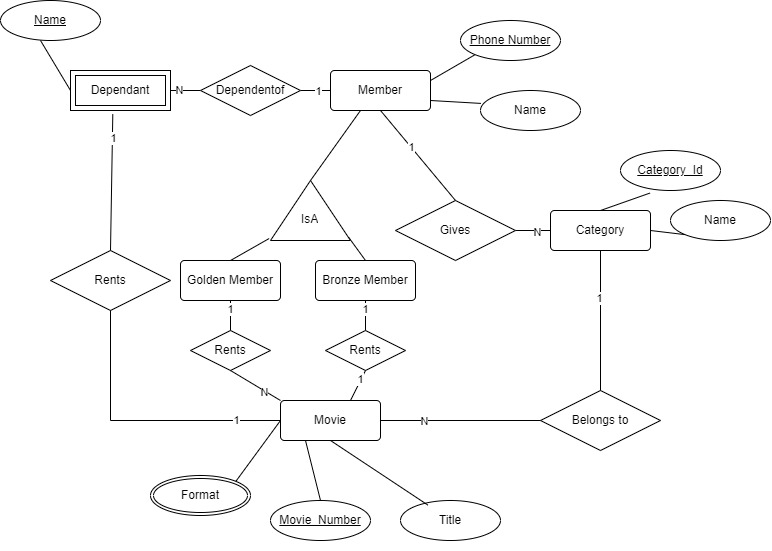 Name
Phone Number
Dependant
N
Dependentof
1
Member
Name
1
1
Category_Id
IsA
Gives
N
Category
Name
Rents
Golden Member
Bronze Member
1
1
1
Rents
Rents
1
N
1
Movie
N
Belongs to
Format
Movie_Number
Title